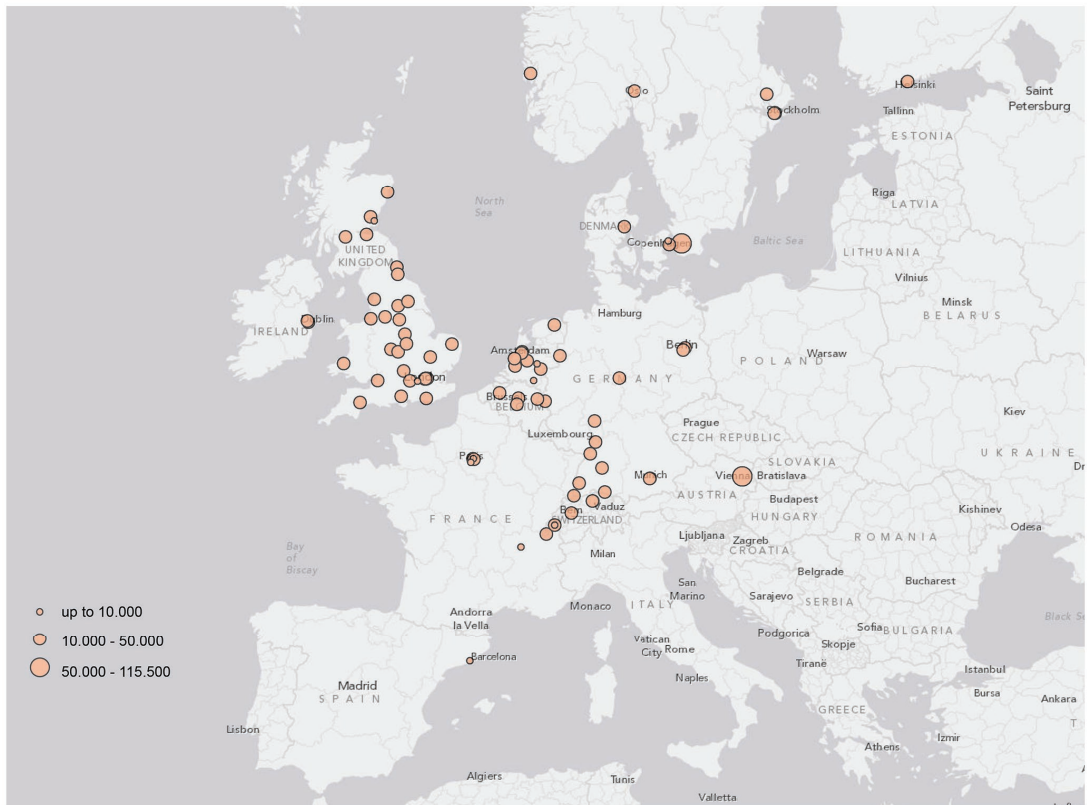 Oslo
Helsinki
Saint
Petersburg
Stockholm
Tallinn
ESTONIA
Riga
LATVIA
North
Sea
DENMARK
Copenhagen
Baltic Sea
UNITED
KINGDOM
LITHUANIA
Vilnius
Minsk
BELARUS
Hamburg
Dublin
IRELAND
Amsterdam
Berlin
Warsaw
POLAND
London
GERMANY
Brussels
BELGIUM
Kiev
Prague
Luxembourg
CZECH REPUBLIC
Paris
UKRAINE
SLOVAKIA
Munich
Vienna
Bratislava
AUSTRIA
Budapest
Vaduz
Bern
SWITZERLAND
FRANCE
HUNGARY
Kishinev
Odesa
Ljubljana
Zagreb
CROATIA
ROMANIA
Milan
Bay
of
Biscay
Belgrade
San
Marino
Bucharest
Sarajevo
SERBIA
up to 10.000
Monaco
ITALY
Andorra
la Vella
Black
Sofia
BULGARIA
Podgorica
Vatican
City
Rome
Skopje
10.000 - 50.000
Barcelona
Tirane
50.000 - 115.500
Istanbul
Naples
Madrid
SPAIN
Bursa
Ankara
GREECE
Lisbon
Izmir
Athens
Algiers
Tunis
Valletta